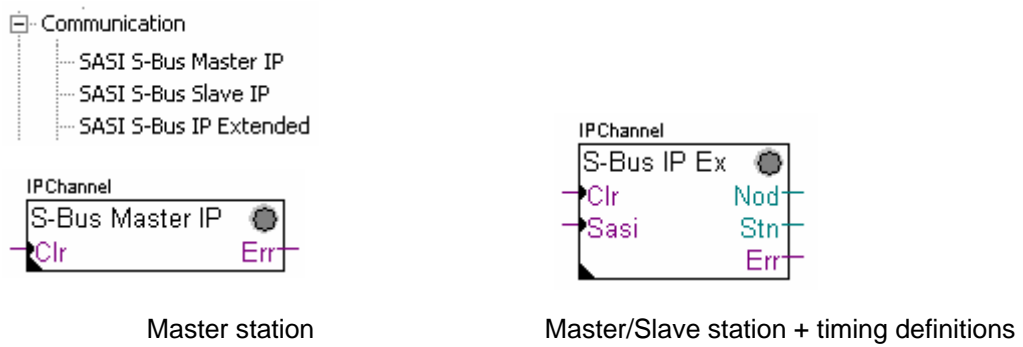 Communication
SASI S-Bus Master IP
SASI S-Bus Slave IP
SASI S-Bus IP Extended
IPChannel
S-Bus Master IP
Clr Err
IPChannel
S-Bus IP Ex
Clr Nod
Sasi Stn
Err
Master station
Master/Slave station + timing definitions